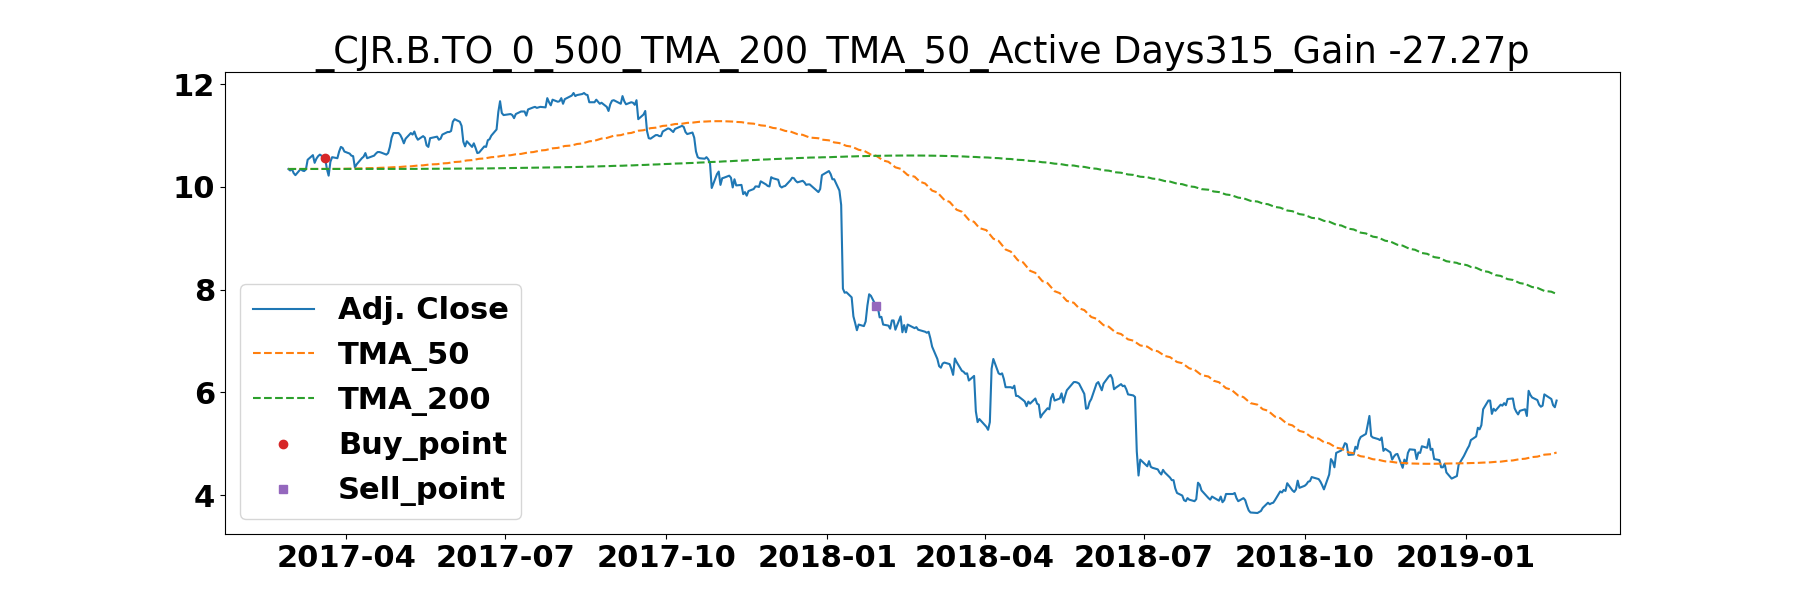 _CJR.B.TO_0_500_TMA_200_TMA_50_Active Days315_Gain -27.27p
12
10
8
6
4
Adj. Close
TMA_50
TMA_200
Buy_point
Sell_point
2017-04 2017-07 2017-10 2018-01 2018-04 2018-07 2018-10 2019-01